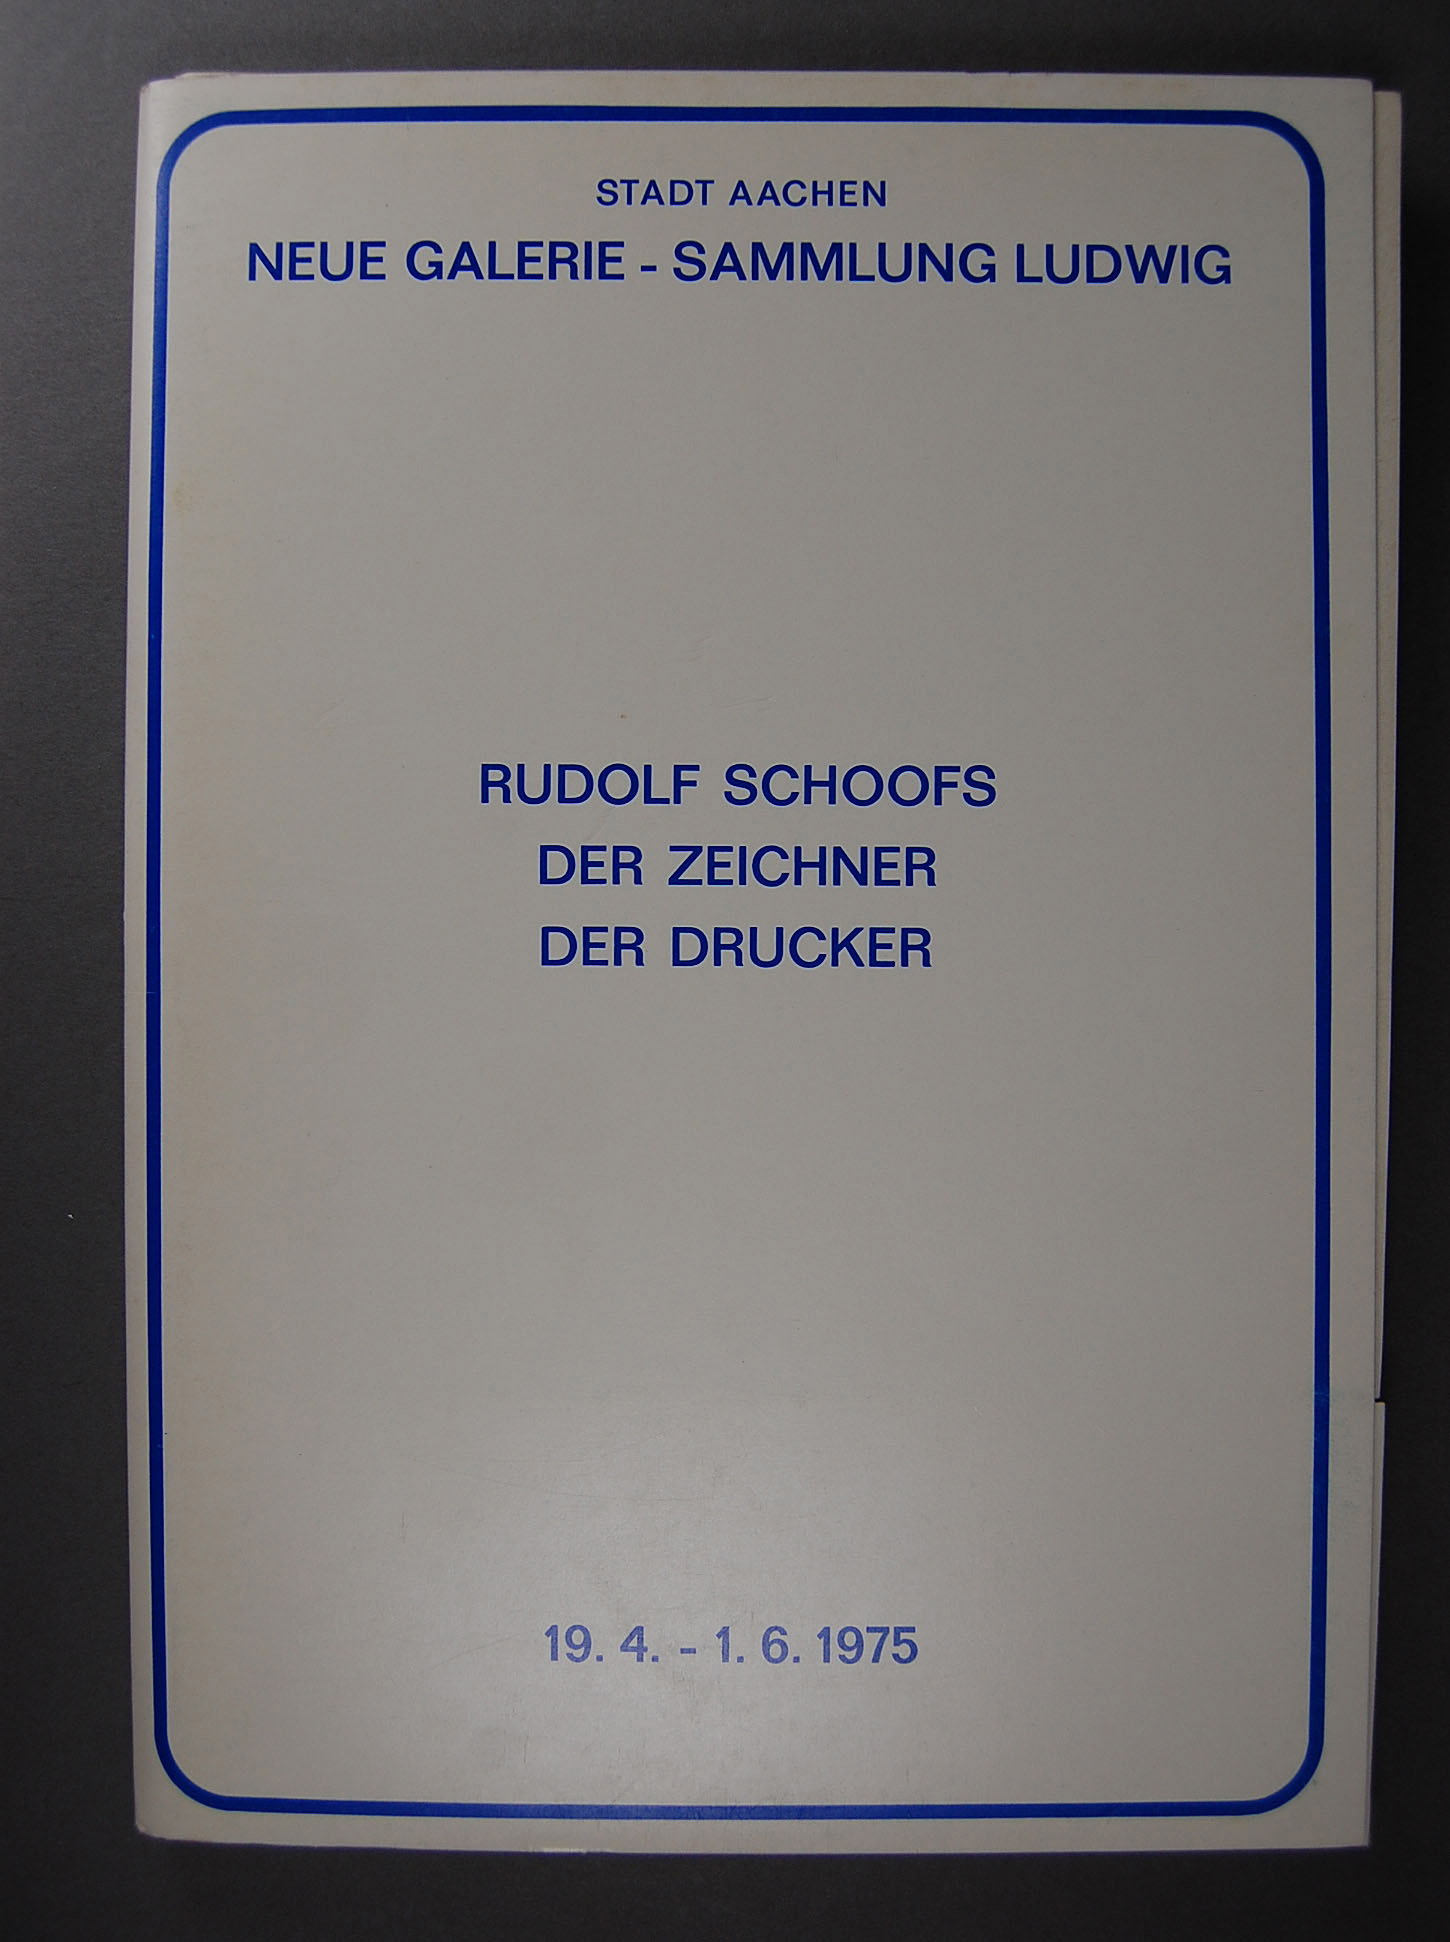 STADT AACHEN
NEUE GALERIE - SAMMLUNG LUDWIG
RUDOLF SCHOOFS
DER ZEICHNER
DER DRUCKER
19. 4. - 1. 6. 1975